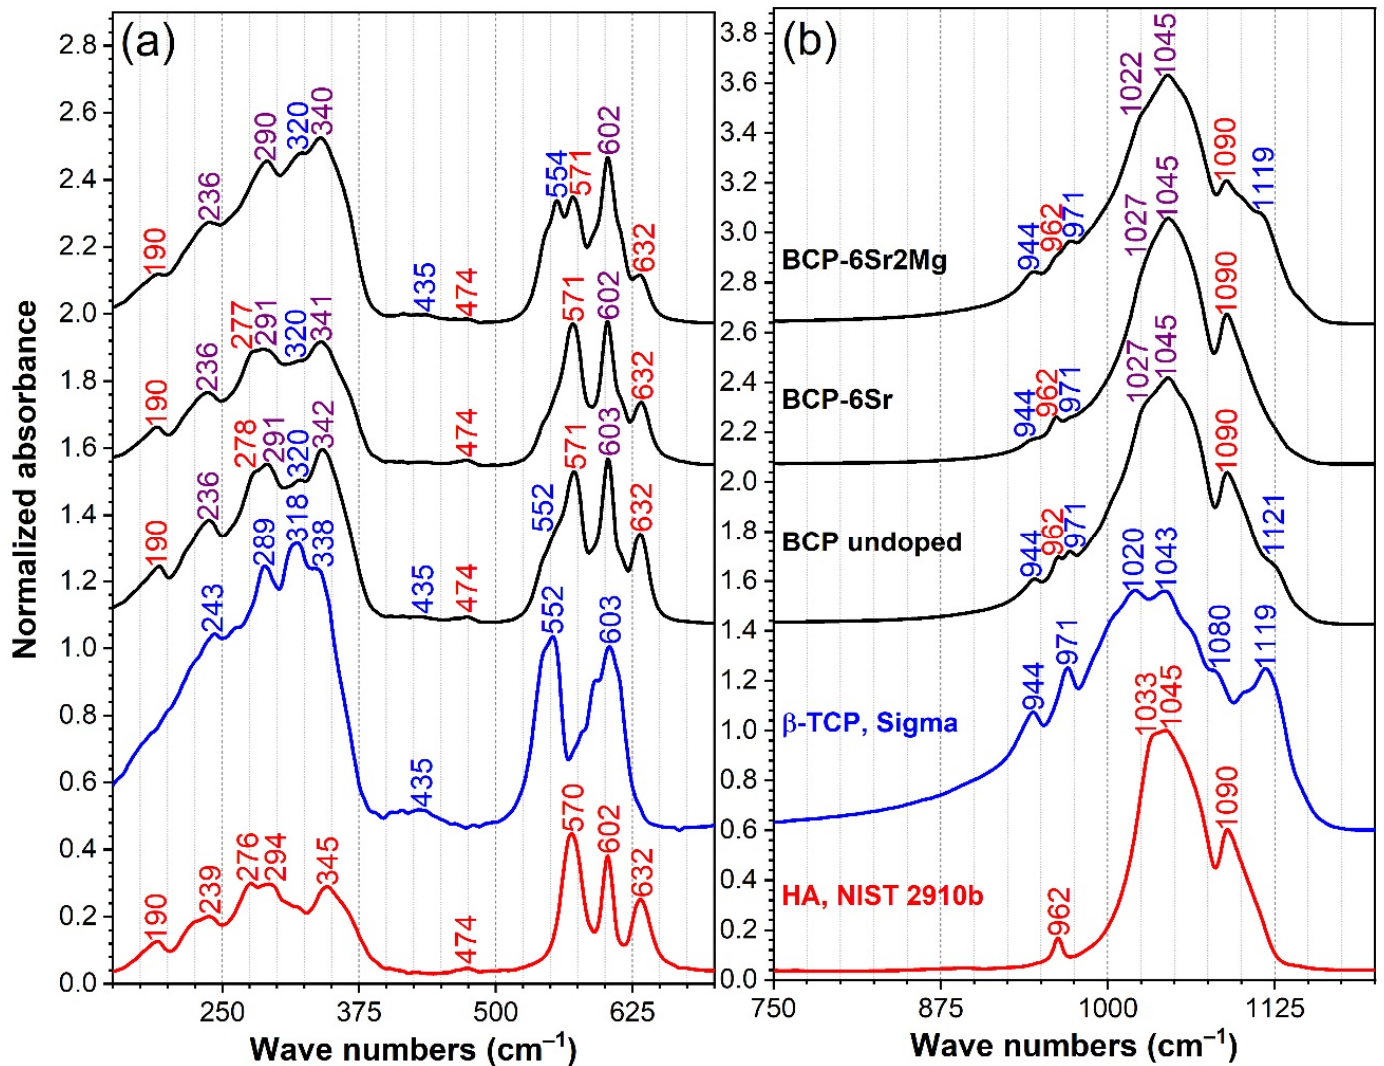 (a)
2.8
2.6
2.4
2.2
2.0
1.8
1.6
1.4
1.2
1.0
0.8
0.6
0.4
0.2
0.0
Normalized absorbance
190 236 290 320 340 435 474 554 571 602 632
190 236 277 291 320 341 474 571 602 632
190 236 278 291 320 342 435 474 552 571 603 632
243 289 318 338 435 552 603
190 239 276 294 345 474 570 602 632
250 375 500 625
Wave numbers (cm⁻¹)
(b)
3.8
3.6
3.4
3.2
3.0
2.8
2.6
2.4
2.2
2.0
1.8
1.6
1.4
1.2
1.0
0.8
0.6
0.4
0.2
0.0
944 962 971 1022 1045 1090 1119
BCP-6Sr2Mg
944 962 971 1027 1045 1090
BCP-6Sr
944 962 971 1027 1045 1090 1121
BCP undoped
944 971 1020 1043 1080 1119
β-TCP, Sigma
962 1033 1045 1090
HA, NIST 2910b
750 875 1000 1125
Wave numbers (cm⁻¹)